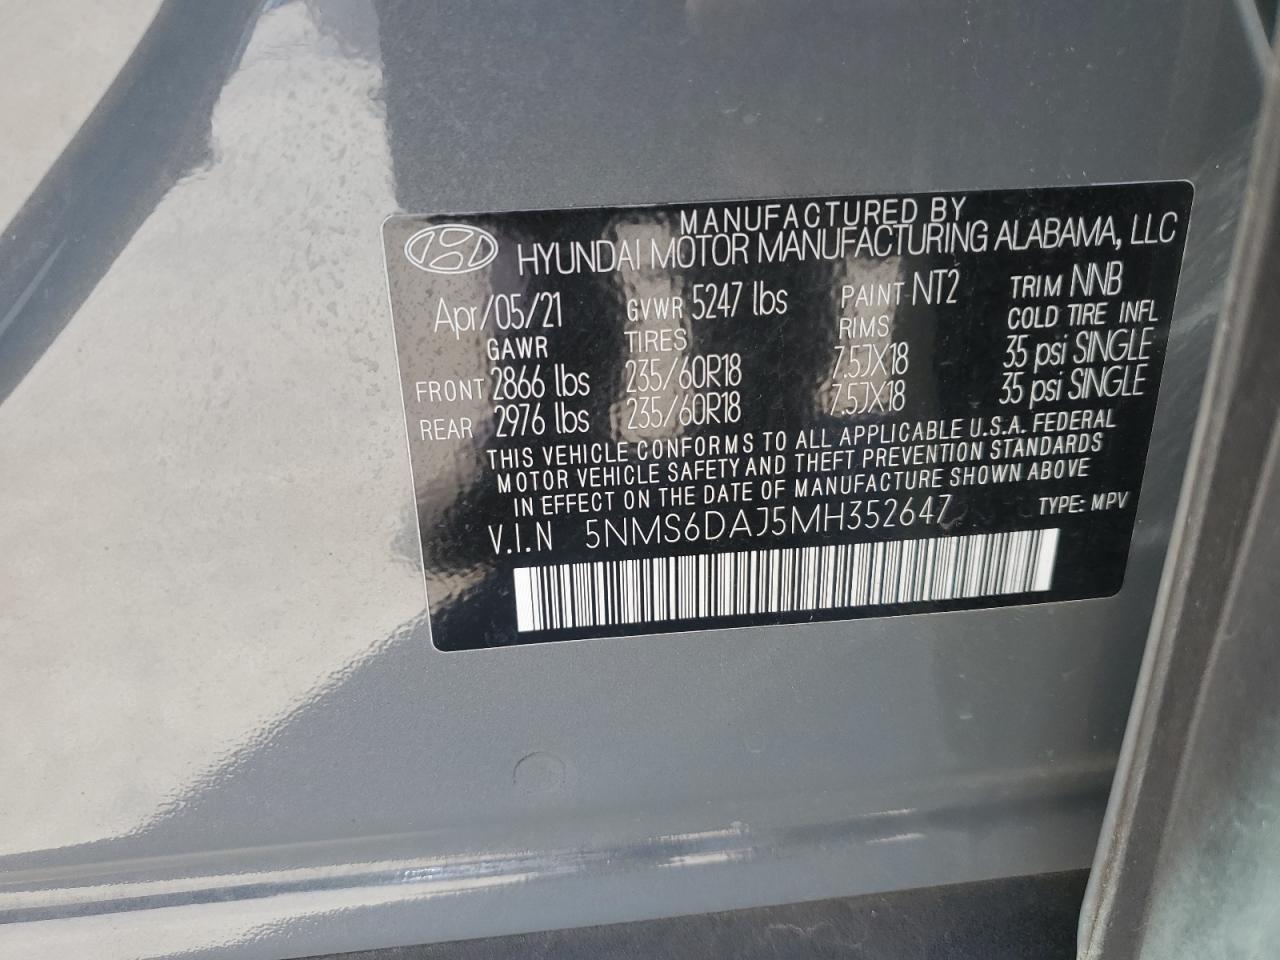 MANUFACTURED BY
HYUNDAI MOTOR MANUFACTURING ALABAMA, LLC
Apr/05/21 GVWR 5247 lbs PAINT NT2 TRIM NNB
GAWR TIRES RIMS COLD TIRE INFL
FRONT 2866 lbs 235/60R18 7.5JX18 35 psi SINGLE
REAR 2976 lbs 235/60R18 7.5JX18 35 psi SINGLE
THIS VEHICLE CONFORMS TO ALL APPLICABLE U.S.A. FEDERAL
MOTOR VEHICLE SAFETY AND THEFT PREVENTION STANDARDS
IN EFFECT ON THE DATE OF MANUFACTURE SHOWN ABOVE
V.I.N 5NMS6DAJ5MH352647 TYPE: MPV